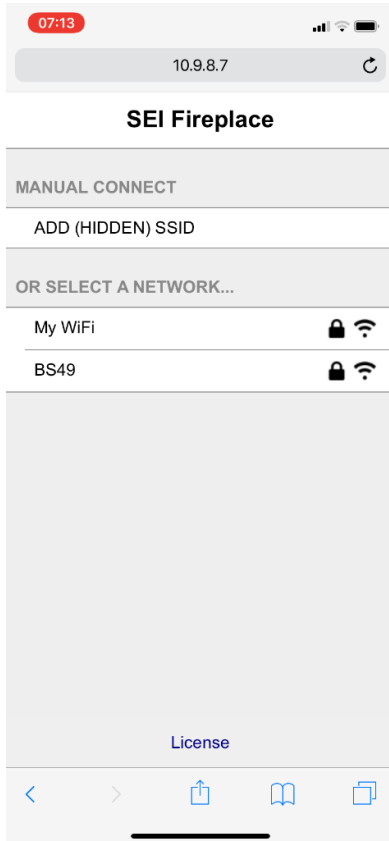 07:13
10.9.8.7
SEI Fireplace
MANUAL CONNECT
ADD (HIDDEN) SSID
OR SELECT A NETWORK...
My WiFi
BS49
License